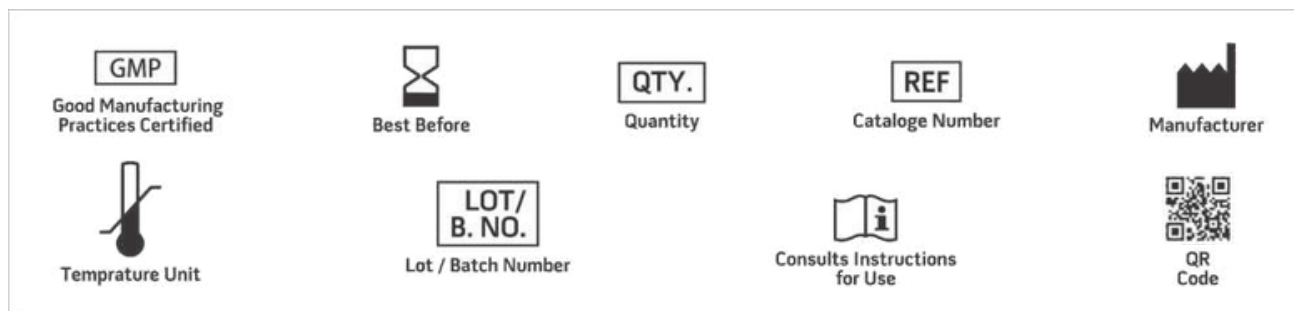 GMP
Good Manufacturing
Practices Certified
Best Before
QTY.
Quantity
REF
Cataloge Number
Manufacturer
Temprature Unit
LOT/
B. NO.
Lot / Batch Number
i
Consults Instructions
for Use
QR
Code